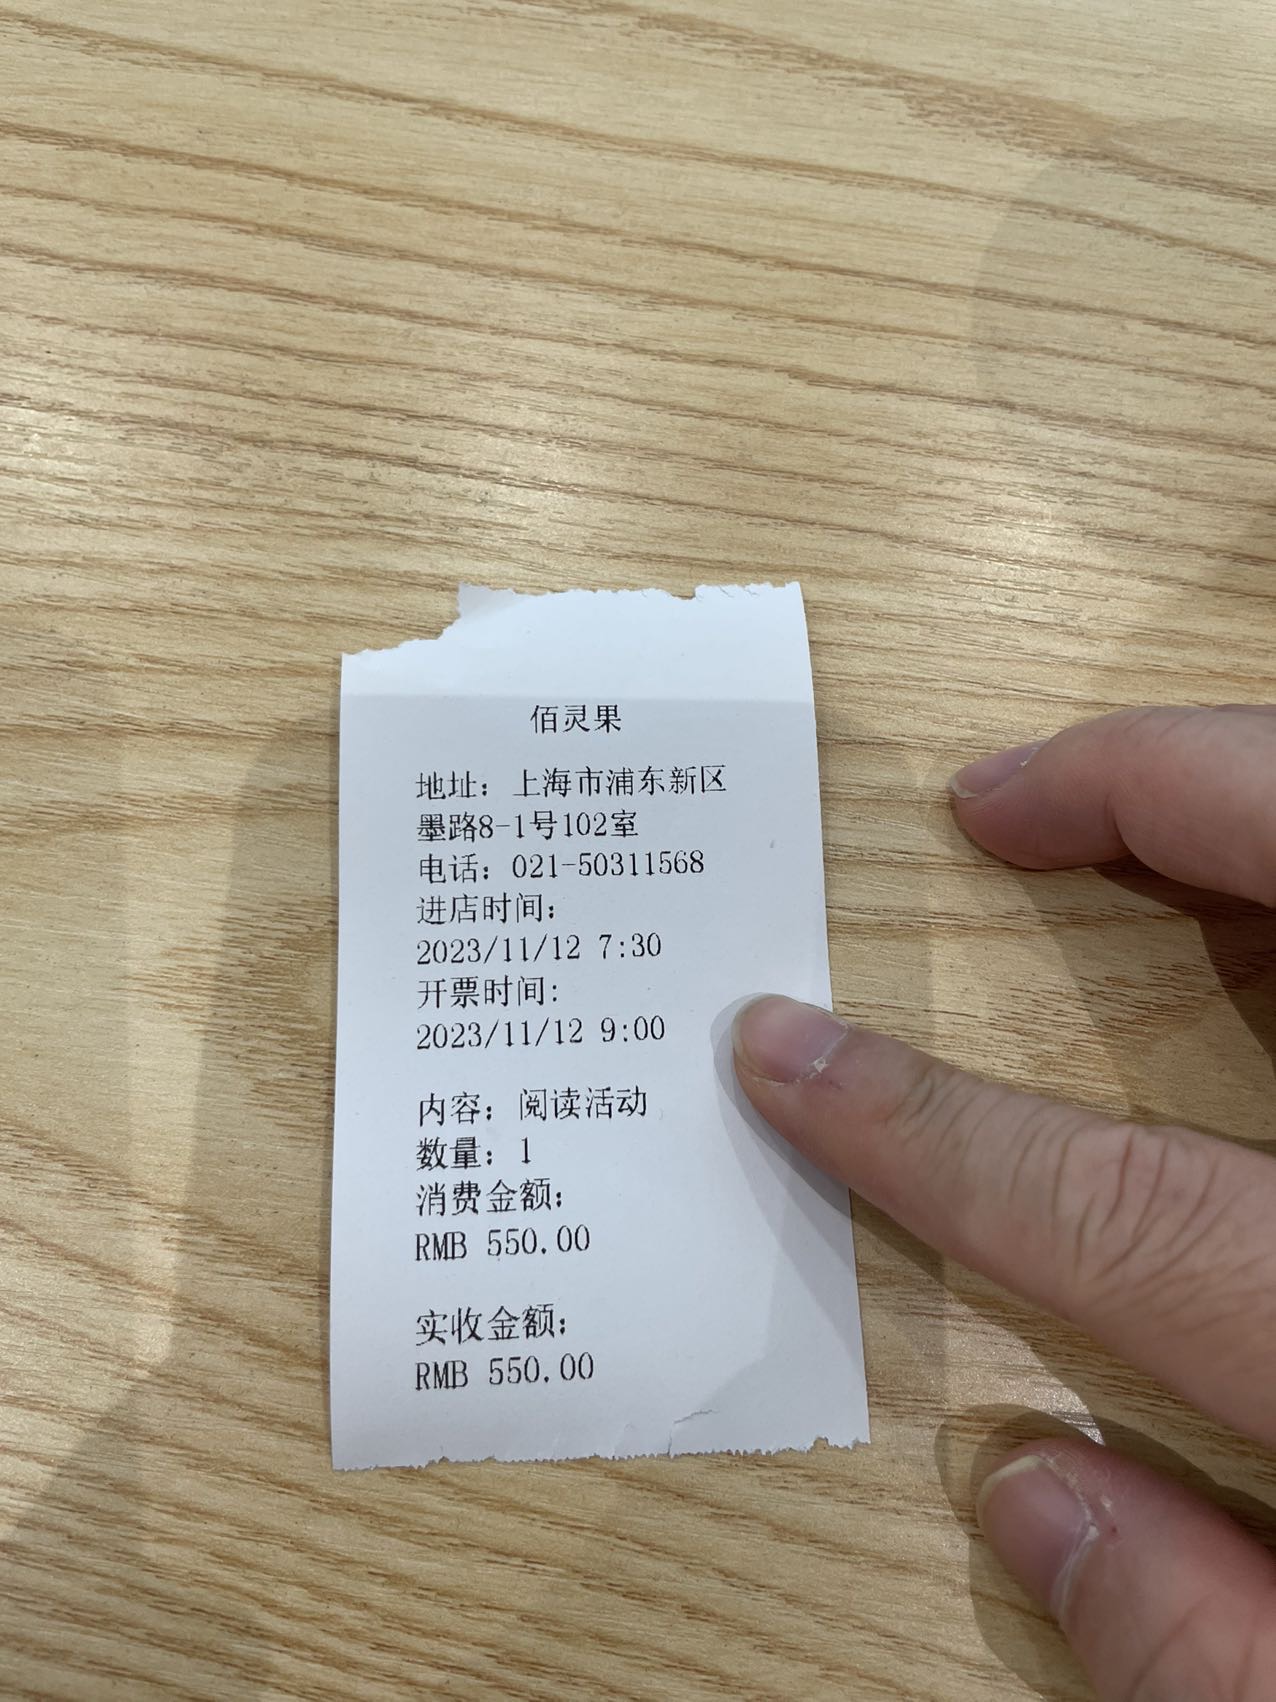 佰灵果
地址：上海市浦东新区
墨路8-1号102室
电话：021-50311568
进店时间：
2023/11/12 7:30
开票时间:
2023/11/12 9:00
内容：阅读活动
数量：1
消费金额：
RMB 550.00
实收金额：
RMB 550.00